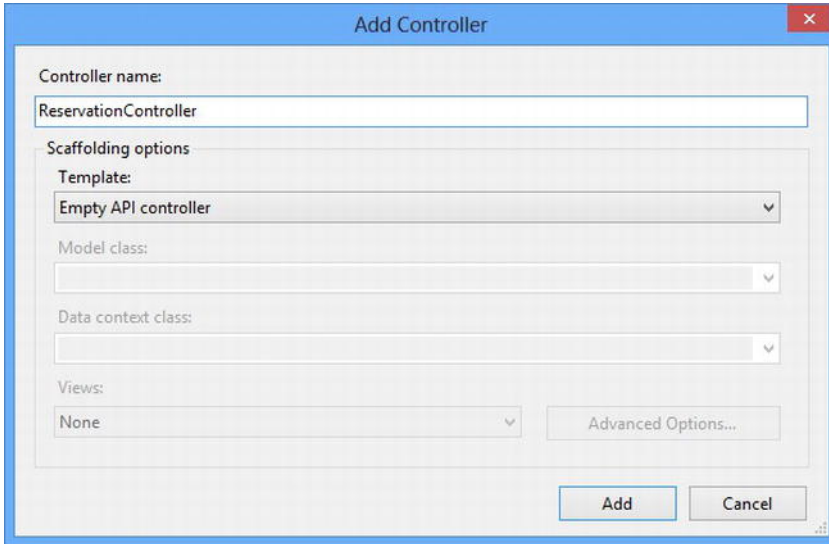 Add Controller
Controller name:
ReservationController
Scaffolding options
Template:
Empty API controller
Model class:
Data context class:
Views:
None
Advanced Options...
Add
Cancel